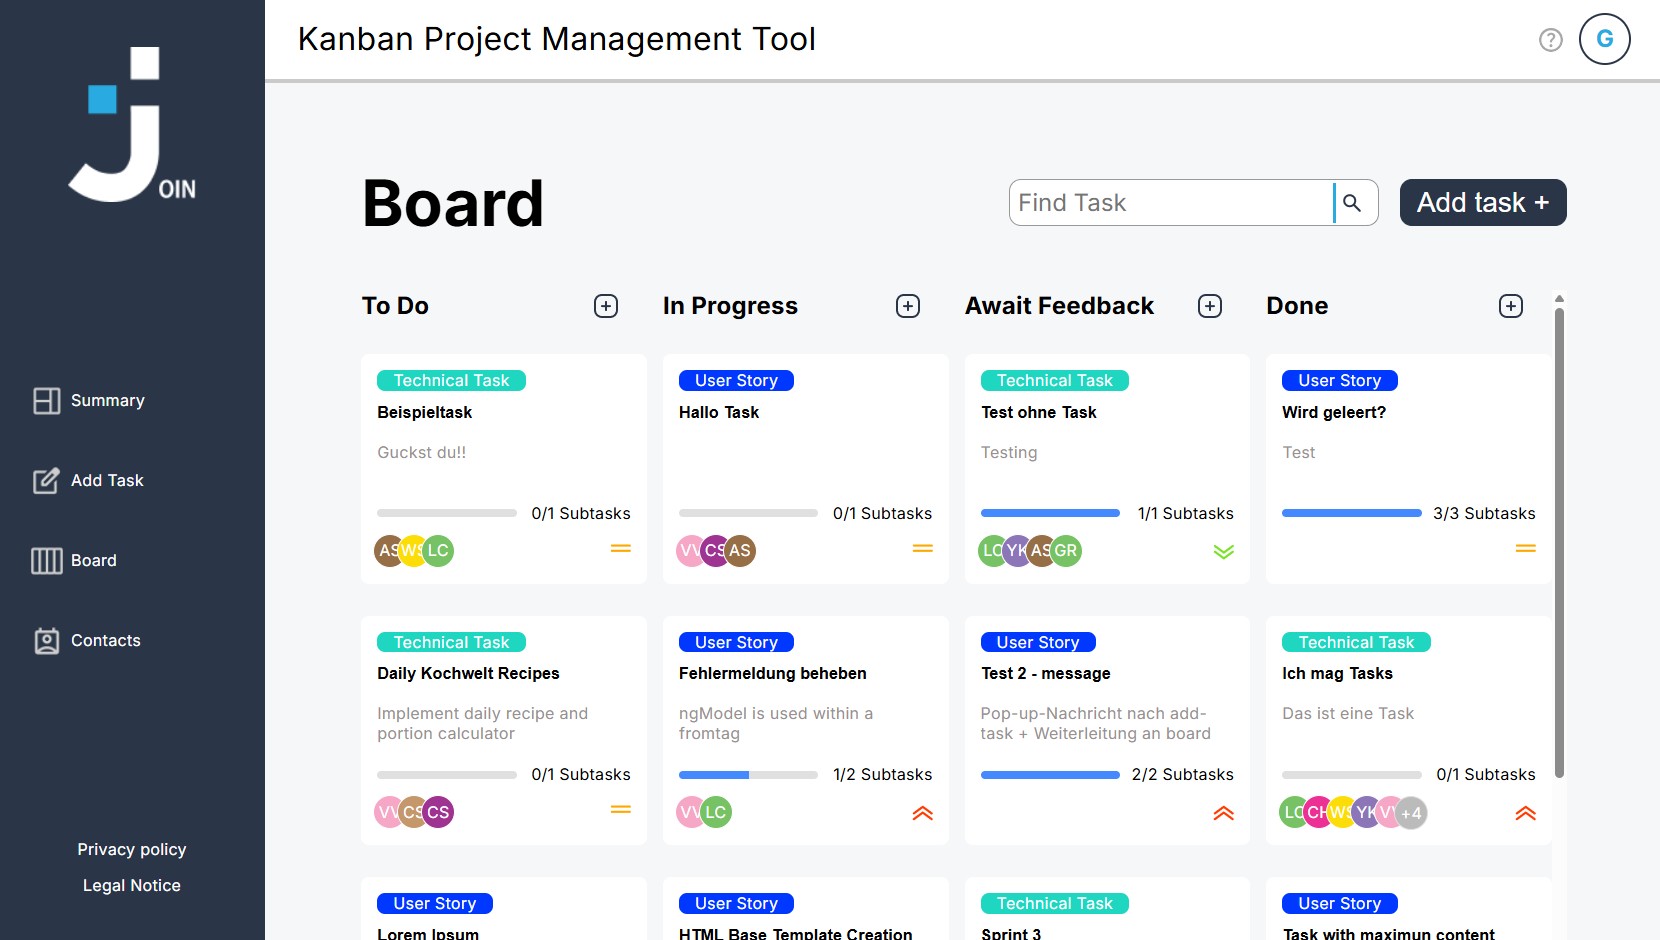 Kanban Project Management Tool
G
OIN
Board
Find Task
Add task +
Summary
Add Task
Board
Contacts
Privacy policy
Legal Notice
To Do
In Progress
Await Feedback
Done
Technical Task
Beispieltask
Guckst du!!
0/1 Subtasks
AS WS LC
User Story
Hallo Task
0/1 Subtasks
VV CS AS
Technical Task
Test ohne Task
Testing
1/1 Subtasks
LC YK AS GR
User Story
Wird geleert?
Test
3/3 Subtasks
Technical Task
Daily Kochwelt Recipes
Implement daily recipe and
portion calculator
0/1 Subtasks
VV CS CS
User Story
Fehlermeldung beheben
ngModel is used within a
fromtag
1/2 Subtasks
VV LC
User Story
Test 2 - message
Pop-up-Nachricht nach add-
task + Weiterleitung an board
2/2 Subtasks
Technical Task
Ich mag Tasks
Das ist eine Task
0/1 Subtasks
LC CH WS YK VV +4
User Story
Lorem Ipsum
User Story
HTML Base Template Creation
Technical Task
Sprint 3
User Story
Task with maximun content